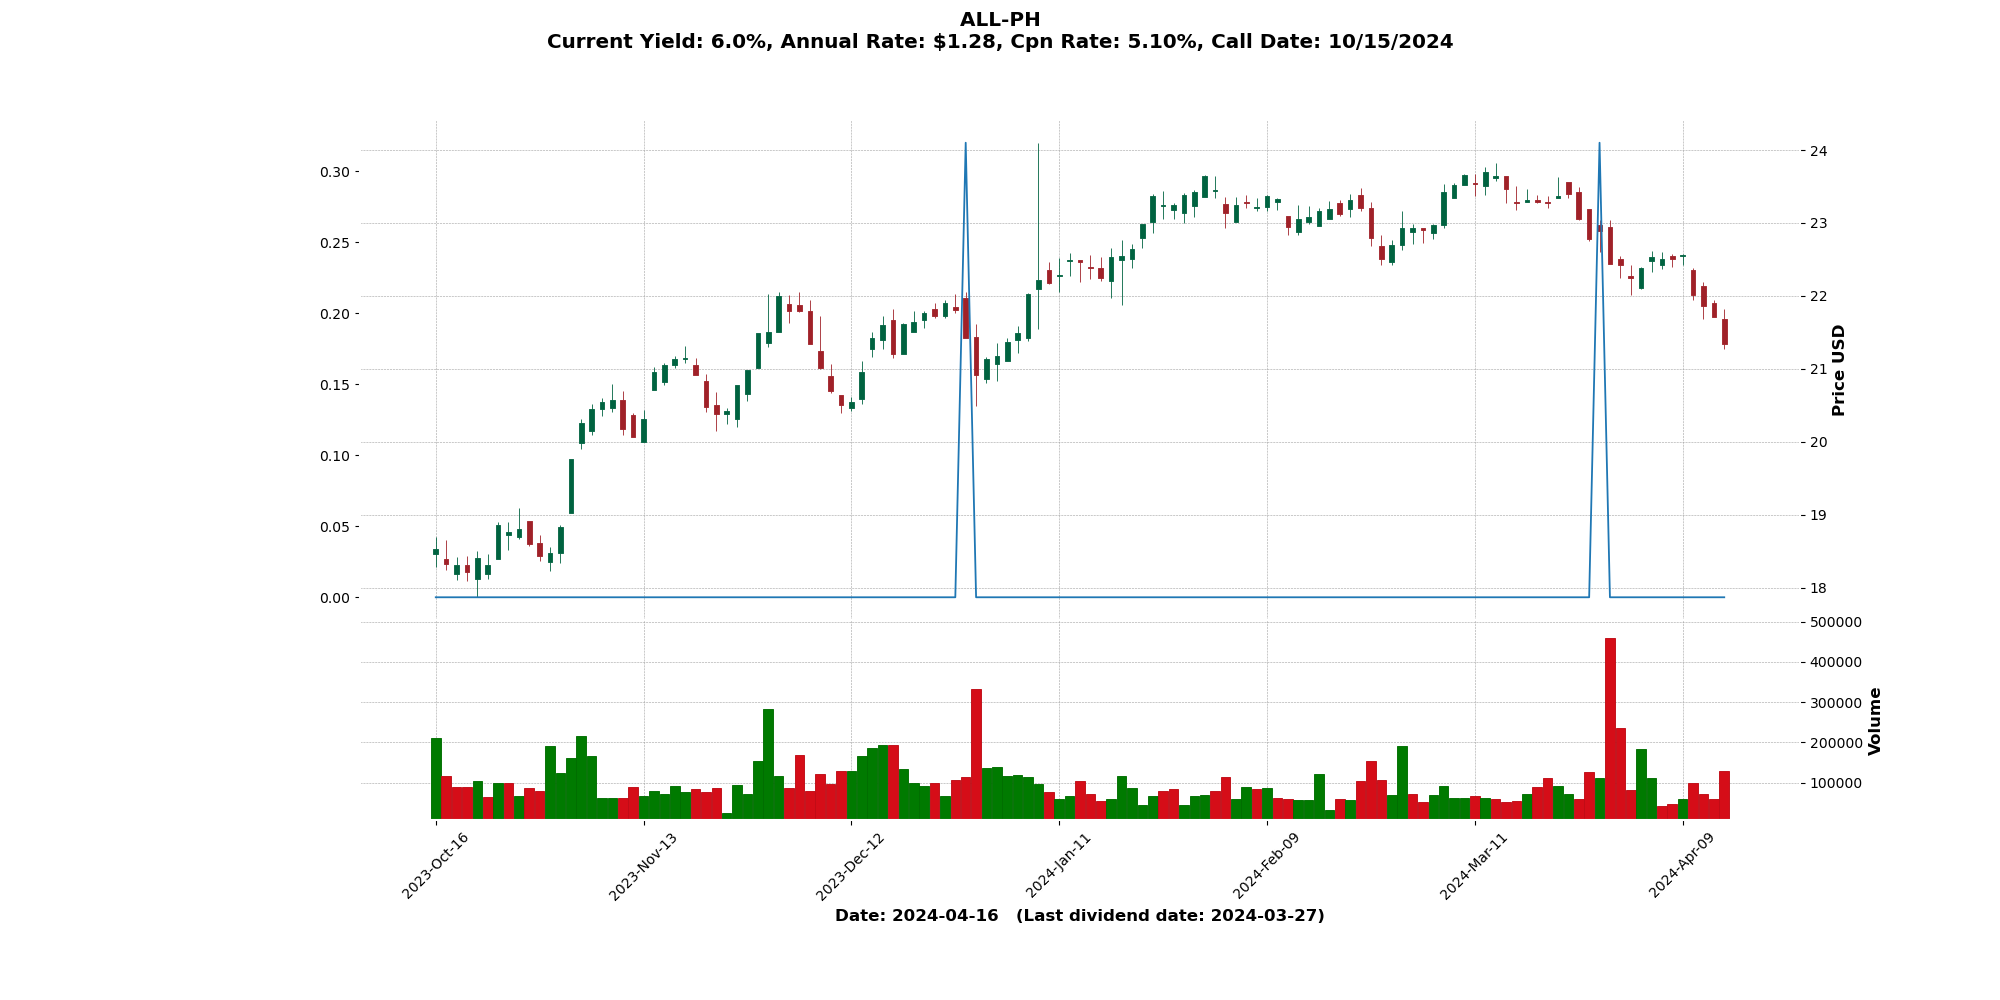 ALL-PH
Current Yield: 6.0%, Annual Rate: $1.28, Cpn Rate: 5.10%, Call Date: 10/15/2024
0.30
0.25
0.20
0.15
0.10
0.05
0.00
24
23
22
21
20
19
18
Price USD
500000
400000
300000
200000
100000
Volume
2023-Oct-16
2023-Nov-13
2023-Dec-12
2024-Jan-11
2024-Feb-09
2024-Mar-11
2024-Apr-09
Date: 2024-04-16 (Last dividend date: 2024-03-27)